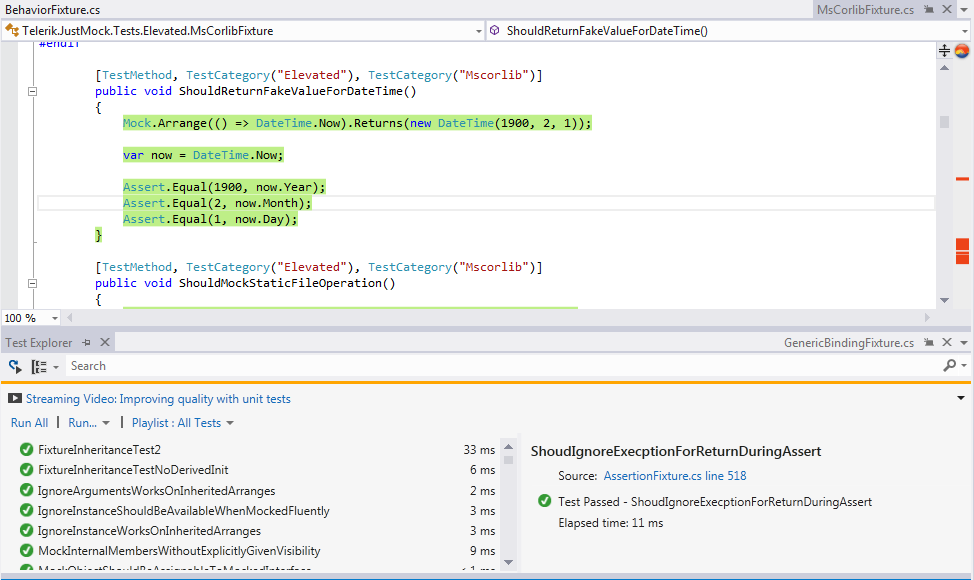 BehaviorFixture.cs
MsCorlibFixture.cs
Telerik.JustMock.Tests.Elevated.MsCorlibFixture
ShouldReturnFakeValueForDateTime()
#endif
[TestMethod, TestCategory("Elevated"), TestCategory("Mscorlib")]
public void ShouldReturnFakeValueForDateTime()
{
Mock.Arrange(() => DateTime.Now).Returns(new DateTime(1900, 2, 1));
var now = DateTime.Now;
Assert.Equal(1900, now.Year);
Assert.Equal(2, now.Month);
Assert.Equal(1, now.Day);
}
[TestMethod, TestCategory("Elevated"), TestCategory("Mscorlib")]
public void ShouldMockStaticFileOperation()
{
100 %
Test Explorer
GenericBindingFixture.cs
Search
Streaming Video: Improving quality with unit tests
Run All | Run... | Playlist : All Tests
FixtureInheritanceTest2 33 ms
FixtureInheritanceTestNoDerivedInit 6 ms
IgnoreArgumentsWorksOnInheritedArranges 2 ms
IgnoreInstanceShouldBeAvailableWhenMockedFluently 3 ms
IgnoreInstanceWorksOnInheritedArranges 3 ms
MockInternalMembersWithoutExplicitlyGivenVisibility 9 ms
MockObjectShouldBeAssignableToMockedInterface < 1 ms
ShoudIgnoreExecptionForReturnDuringAssert
Source: AssertionFixture.cs line 518
Test Passed - ShoudIgnoreExecptionForReturnDuringAssert
Elapsed time: 11 ms